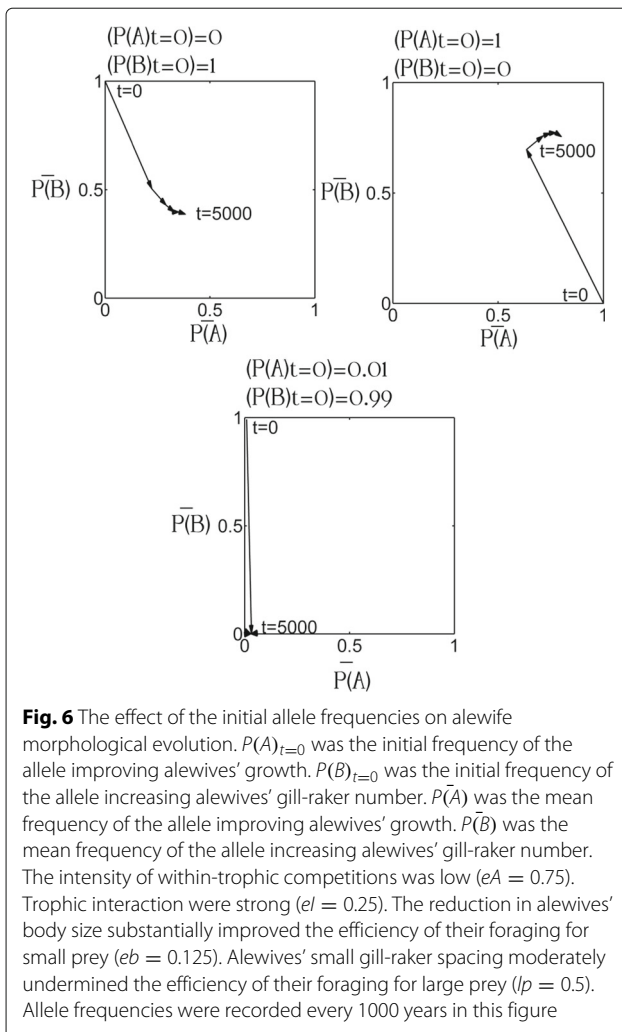 (P(A)t=0)=0
(P(B)t=0)=1
1
t=0
P(B) 0.5
t=5000
0
0 0.5 1
P(A)
(P(A)t=0)=1
(P(B)t=0)=0
1
t=5000
P(B) 0.5
t=0
0
0 0.5 1
P(A)
(P(A)t=0)=0.01
(P(B)t=0)=0.99
1
t=0
P(B) 0.5
t=5000
0
0 0.5 1
P(A)
Fig. 6 The effect of the initial allele frequencies on alewife
morphological evolution. P(A)t=0 was the initial frequency of the
allele improving alewives' growth. P(B)t=0 was the initial frequency of
the allele increasing alewives' gill-raker number. P(̄A) was the mean
frequency of the allele improving alewives' growth. P(̄B) was the
mean frequency of the allele increasing alewives' gill-raker number.
The intensity of within-trophic competitions was low (eA = 0.75).
Trophic interaction were strong (eI = 0.25). The reduction in alewives'
body size substantially improved the efficiency of their foraging for
small prey (eb = 0.125). Alewives' small gill-raker spacing moderately
undermined the efficiency of their foraging for large prey (lp = 0.5).
Allele frequencies were recorded every 1000 years in this figure